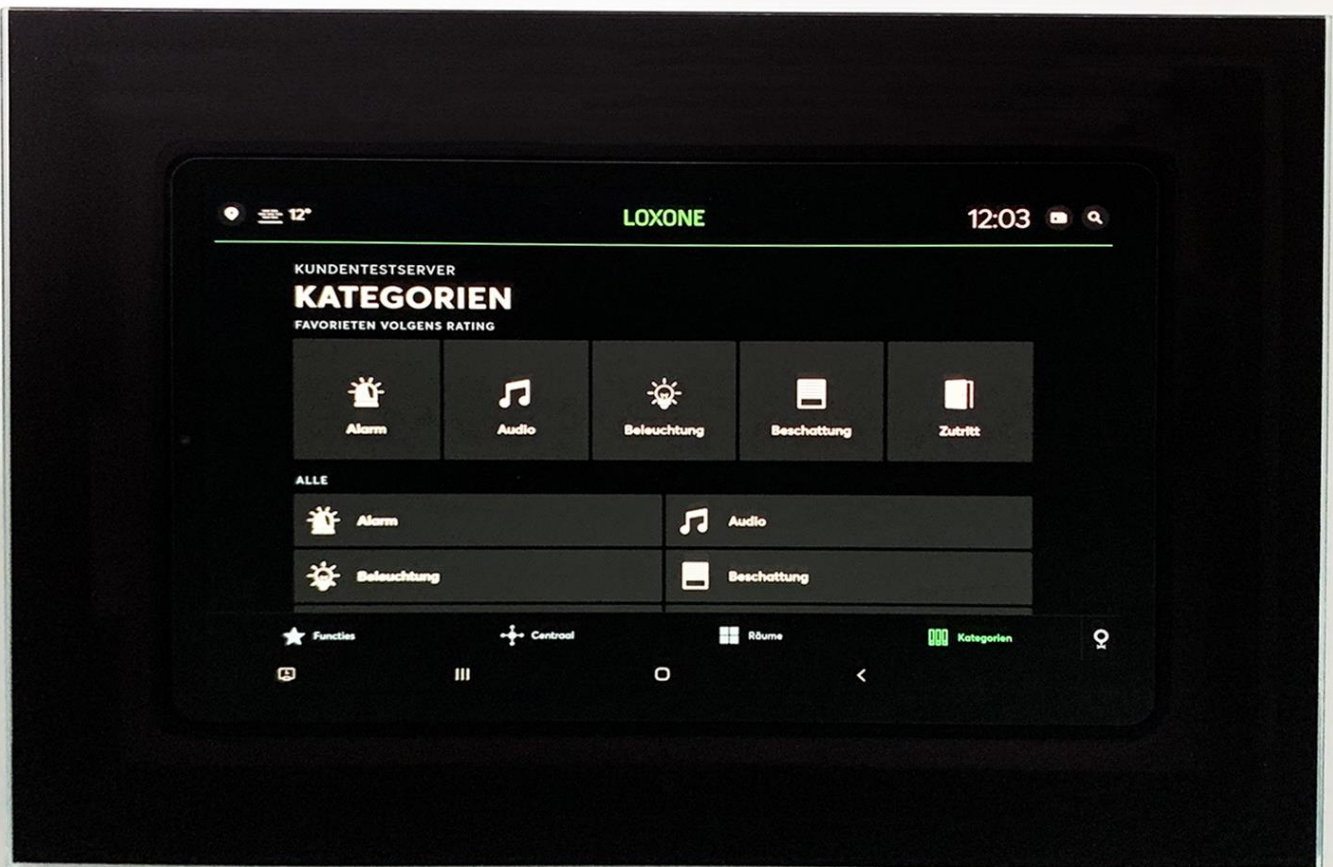 12°
LOXONE
12:03
KUNDENTESTSERVER
KATEGORIEN
FAVORIETEN VOLGENS RATING
Alarm
Audio
Beleuchtung
Beschattung
Zutritt
ALLE
Alarm
Audio
Beleuchtung
Beschattung
Functies
Centraal
Räume
Kategorien